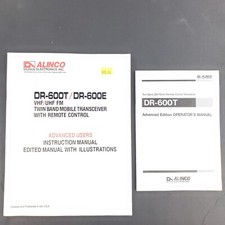 ALINCO
DR-600T/DR-600E
VHF/UHF FM
TWIN BAND MOBILE TRANSCEIVER
WITH REMOTE CONTROL
ADVANCED USERS
INSTRUCTION MANUAL
EDITED MANUAL WITH ILLUSTRATIONS
DR-600T
Advanced Edition OPERATOR'S MANUAL
ALINCO